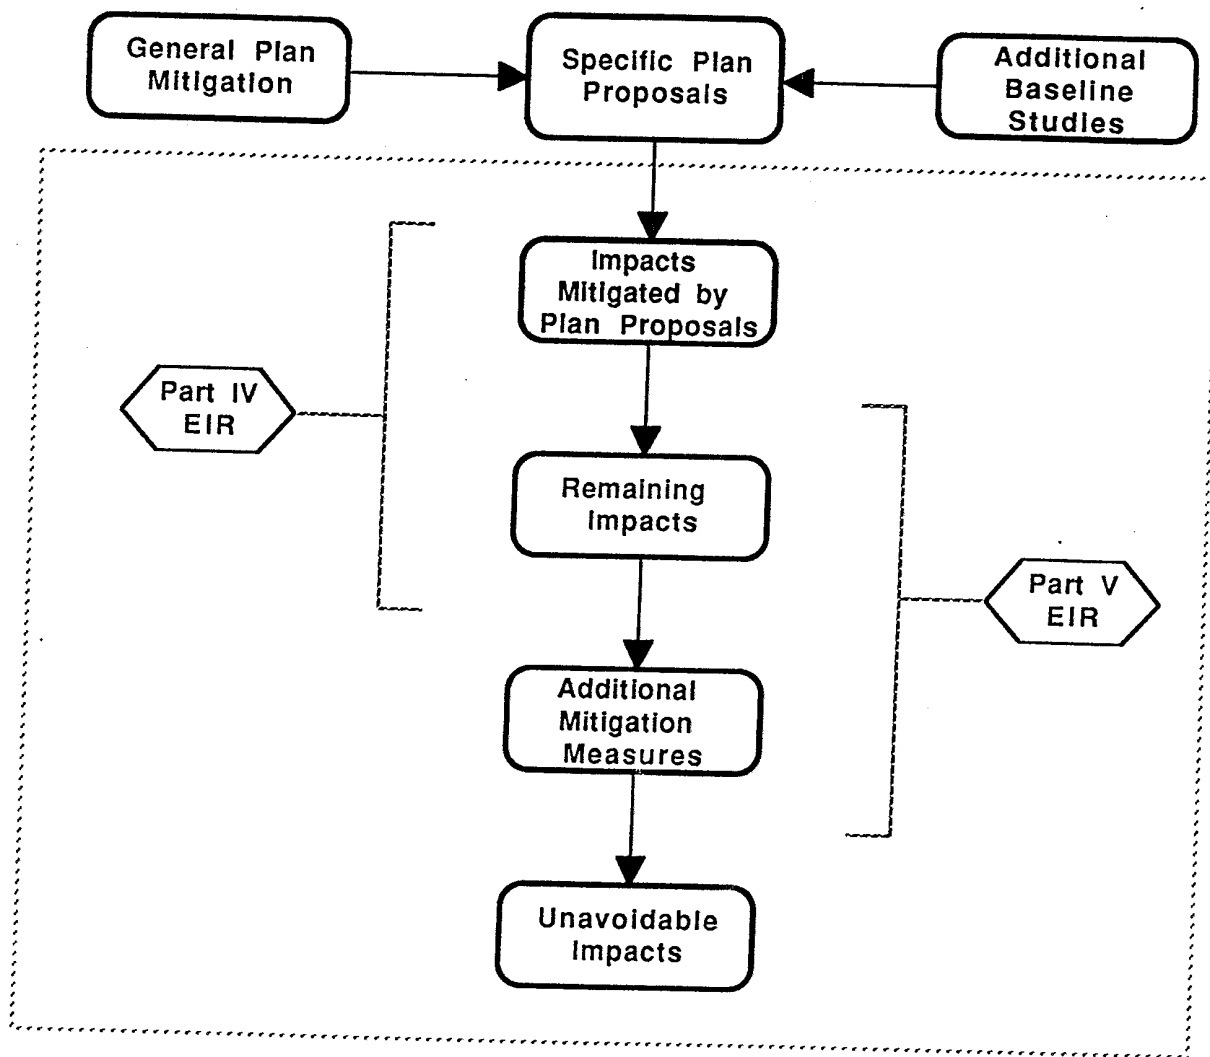 General Plan
Mitigation
Specific Plan
Proposals
Additional
Baseline
Studies
Impacts
Mitigated by
Plan Proposals
Part IV
EIR
Remaining
Impacts
Part V
EIR
Additional
Mitigation
Measures
Unavoidable
Impacts